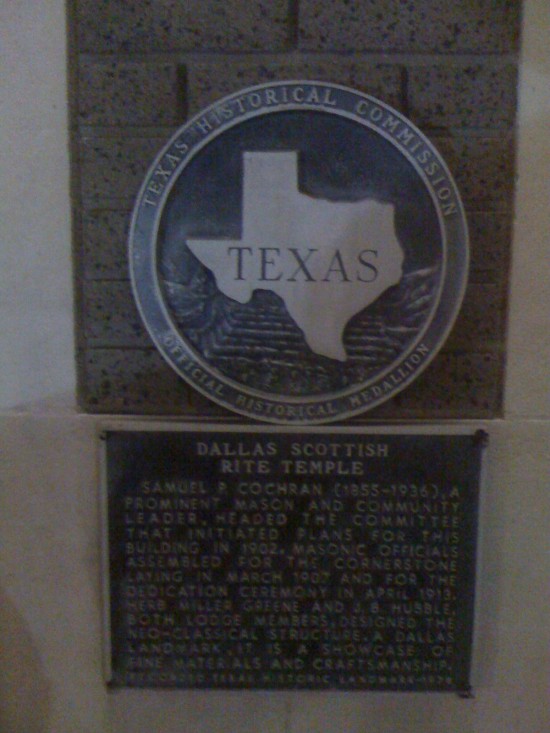 TEXAS HISTORICAL COMMISSION
TEXAS
OFFICIAL HISTORICAL MEDALLION
DALLAS SCOTTISH
RITE TEMPLE
SAMUEL P. COCHRAN (1855-1936), A
PROMINENT MASON AND COMMUNITY
LEADER, HEADED THE COMMITTEE
THAT INITIATED PLANS FOR THIS
BUILDING IN 1902. MASONIC OFFICIALS
ASSEMBLED FOR THE CORNERSTONE
LAYING IN MARCH 1907 AND FOR THE
DEDICATION CEREMONY IN APRIL 1913.
HERB MILLER GREENE AND J. B. HUBBLE,
BOTH LODGE MEMBERS, DESIGNED THE
NEO-CLASSICAL STRUCTURE. A DALLAS
LANDMARK, IT IS A SHOWCASE OF
FINE MATERIALS AND CRAFTSMANSHIP.
RECORDED TEXAS HISTORIC LANDMARK-1978